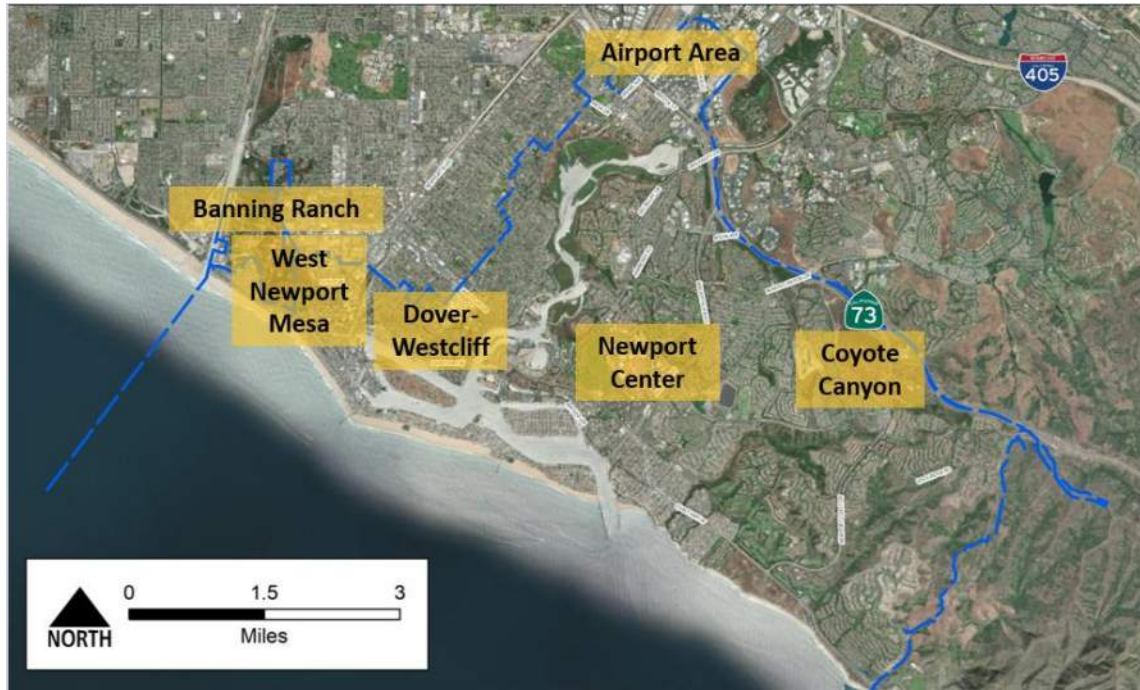 Airport Area
405
Banning Ranch
West
Newport
Mesa
Dover-
Westcliff
Newport
Center
CALIFORNIA
73
Coyote
Canyon
0 1.5 3
Miles
NORTH